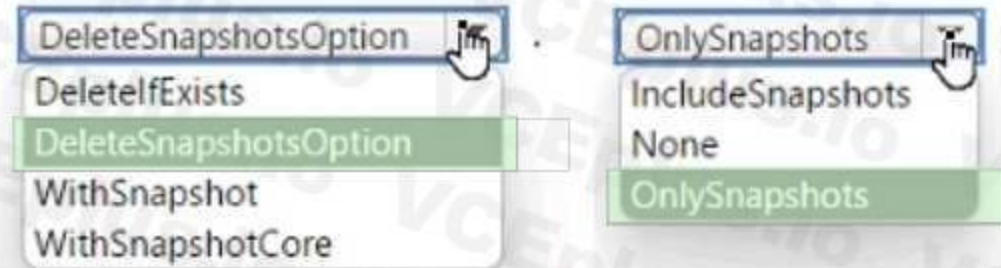 DeleteSnapshotsOption . OnlySnapshots
DeleteIfExists
DeleteSnapshotsOption
WithSnapshot
WithSnapshotCore
IncludeSnapshots
None
OnlySnapshots